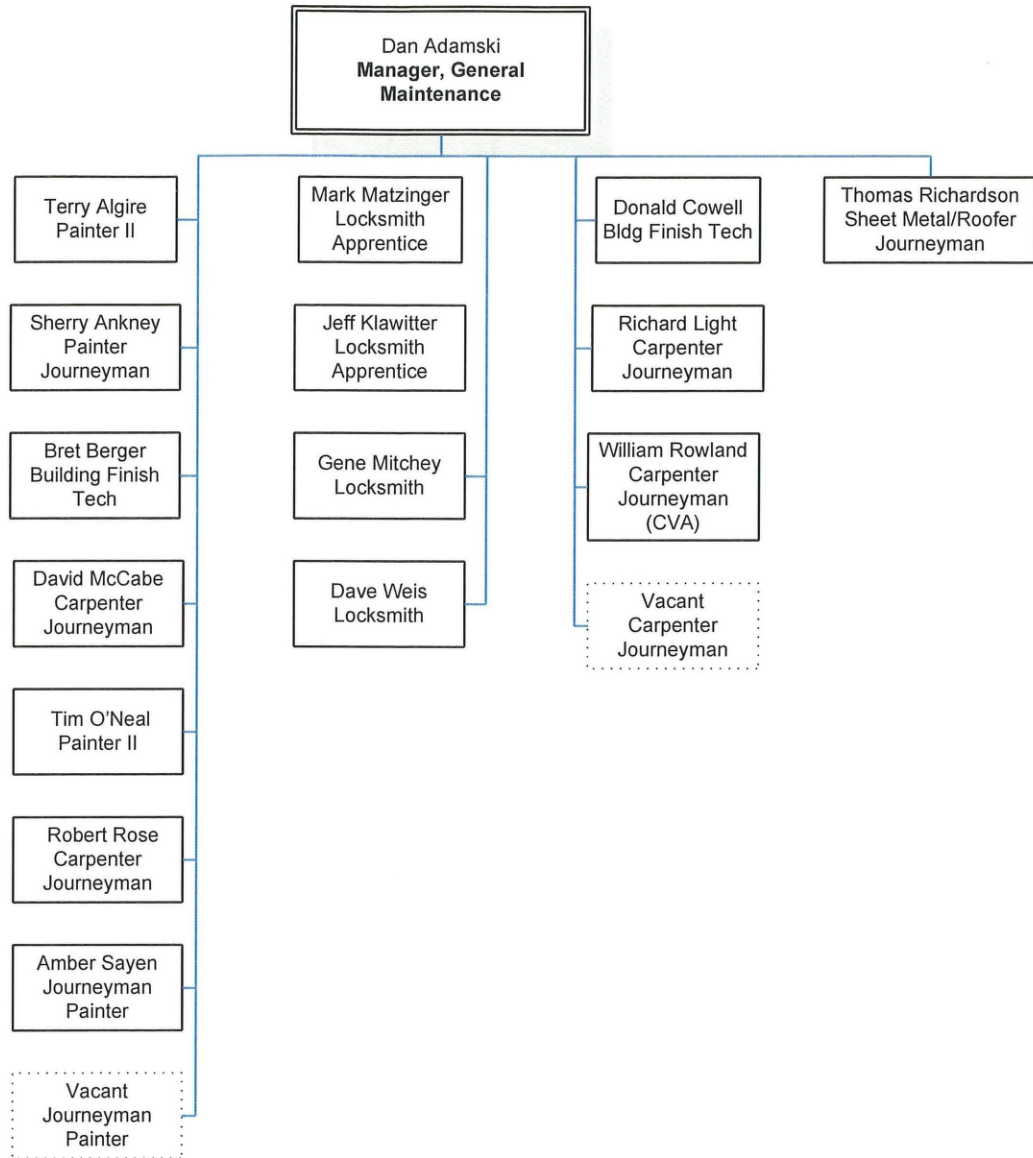 Dan Adamski
Manager, General
Maintenance
Terry Algire
Painter II
Sherry Ankney
Painter
Journeyman
Bret Berger
Building Finish
Tech
David McCabe
Carpenter
Journeyman
Tim O'Neal
Painter II
Robert Rose
Carpenter
Journeyman
Amber Sayen
Journeyman
Painter
Vacant
Journeyman
Painter
Mark Matzinger
Locksmith
Apprentice
Jeff Klawitter
Locksmith
Apprentice
Gene Mitchey
Locksmith
Dave Weis
Locksmith
Donald Cowell
Bldg Finish Tech
Richard Light
Carpenter
Journeyman
William Rowland
Carpenter
Journeyman
(CVA)
Vacant
Carpenter
Journeyman
Thomas Richardson
Sheet Metal/Roofer
Journeyman